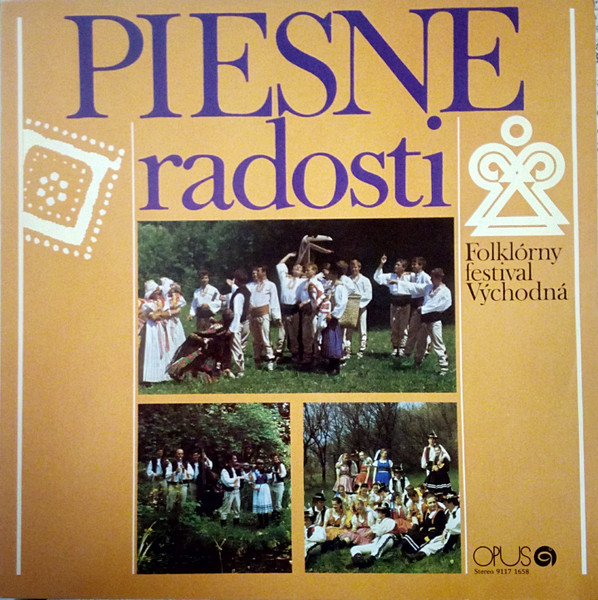 PIESNE
radosti
Folklórny
festival
Východná
OPUS
Stereo 9117 1658